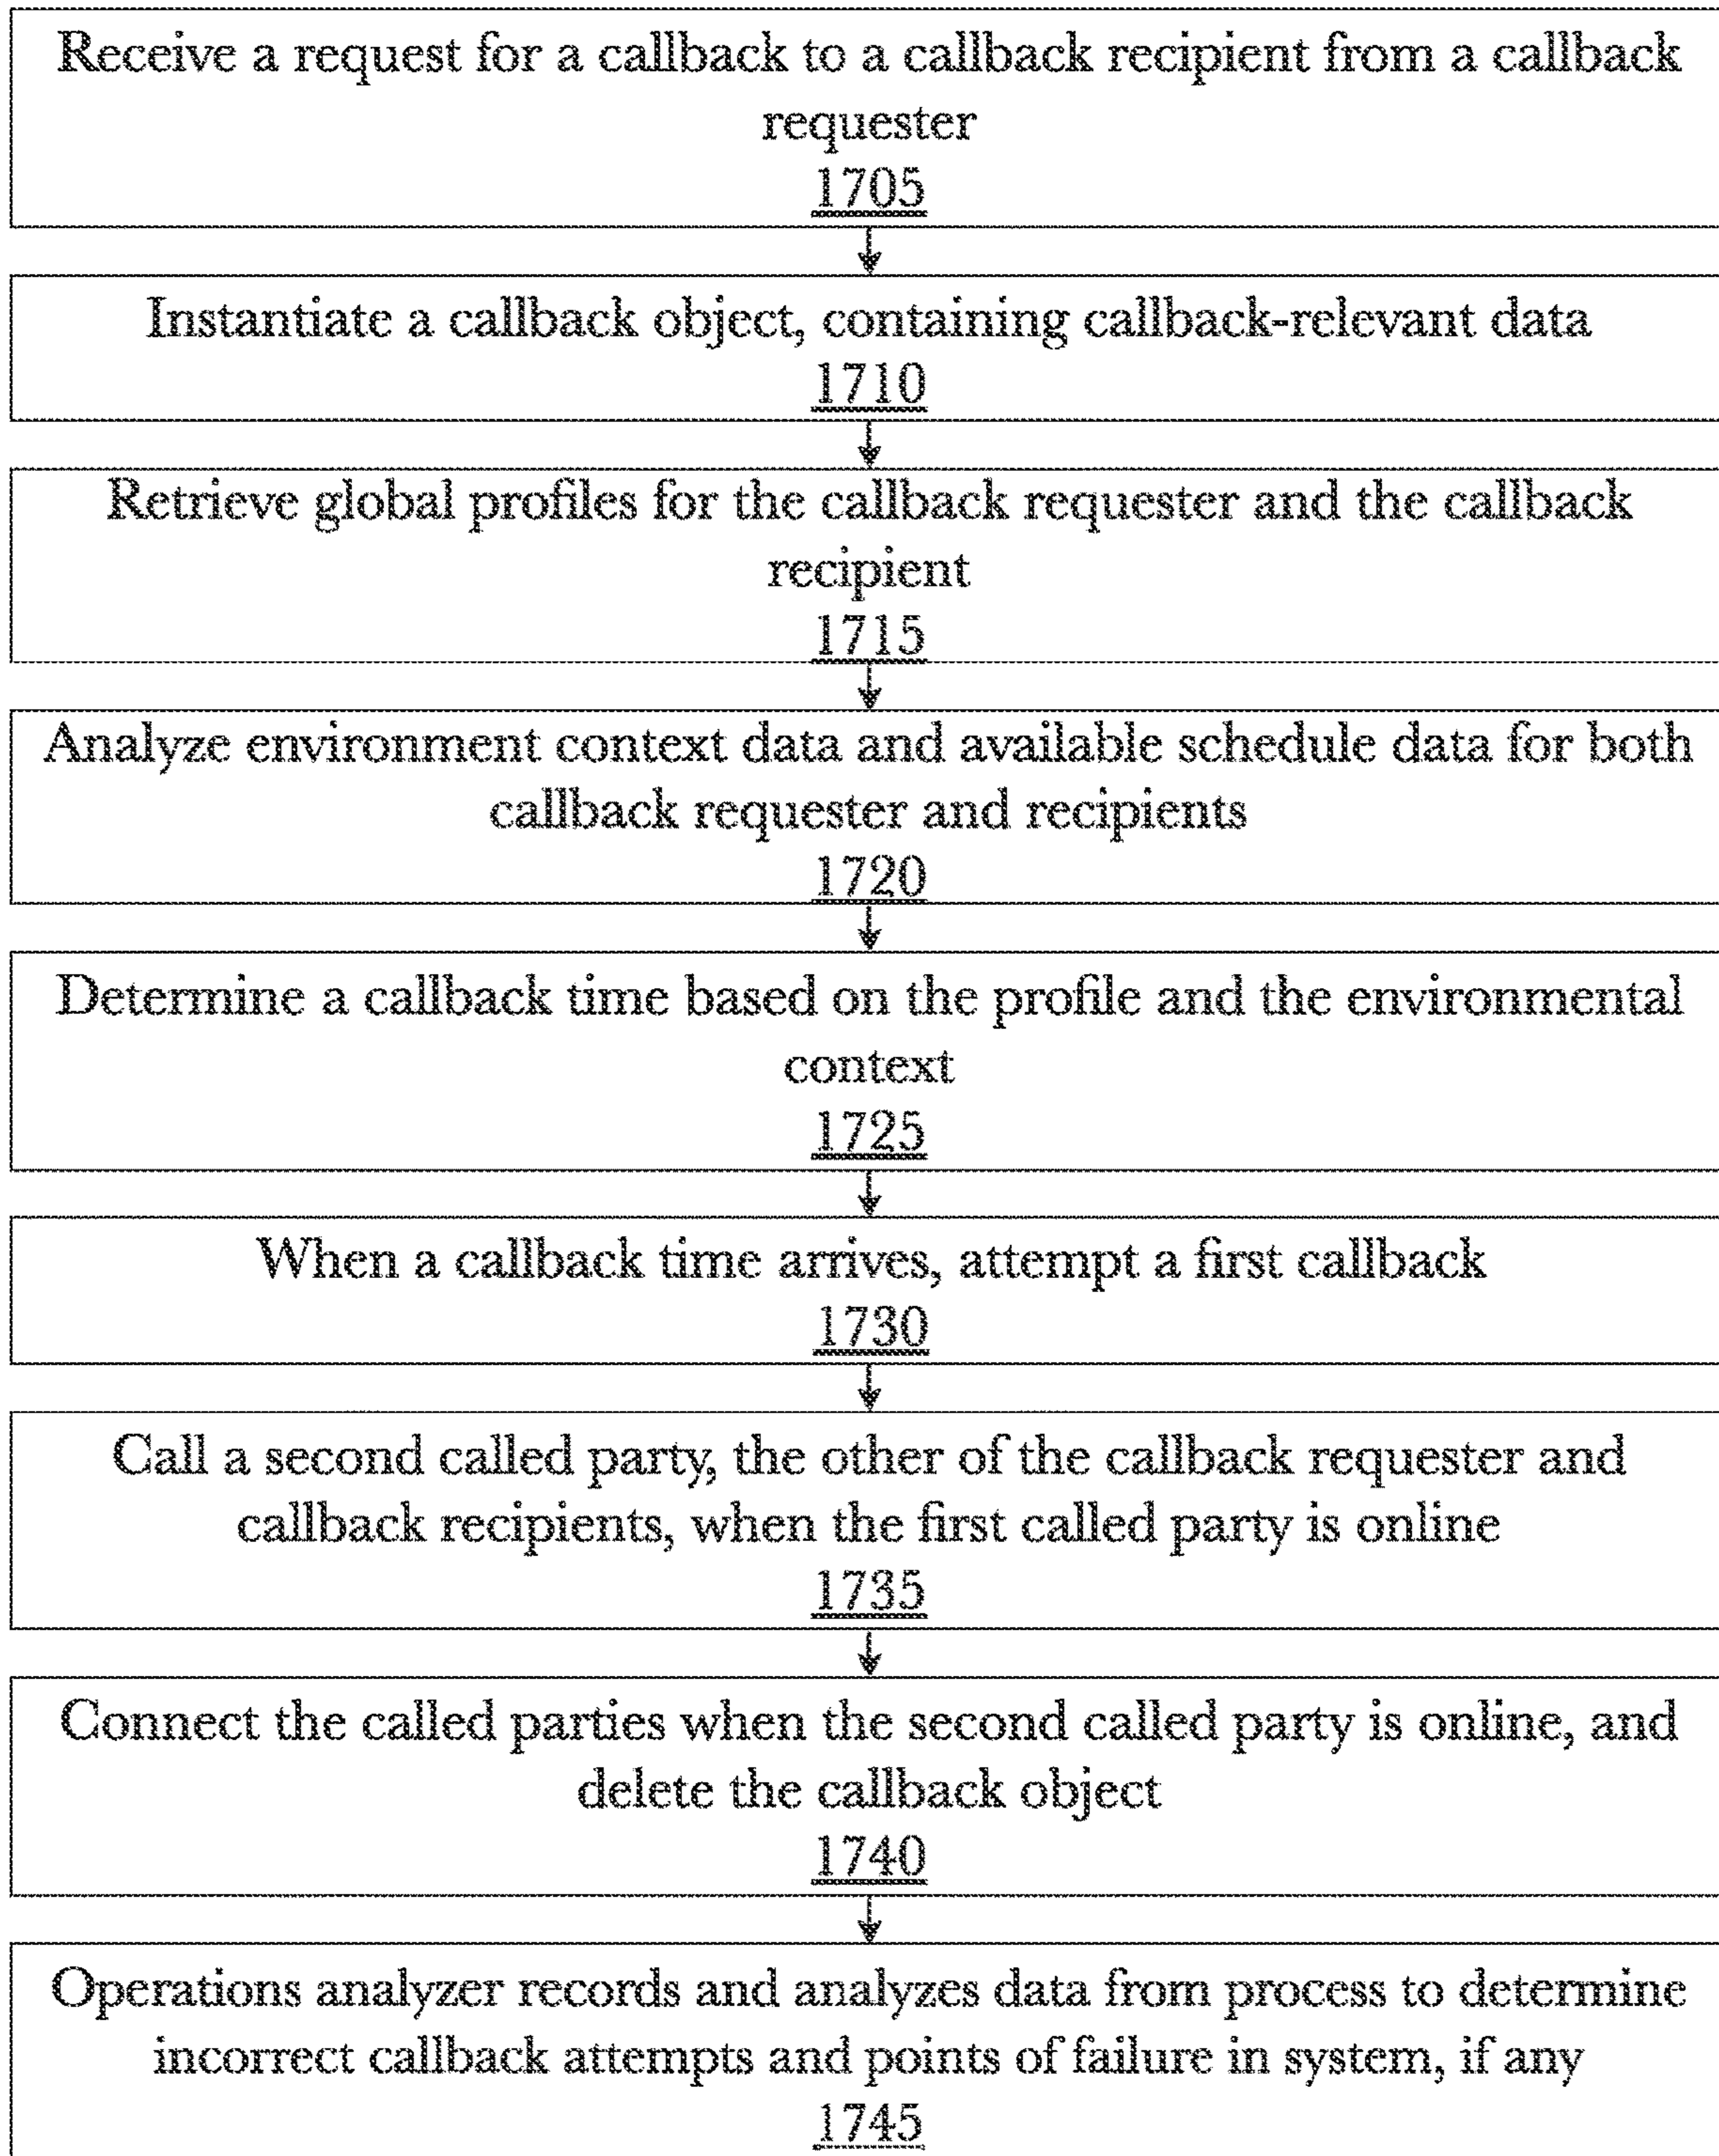 Receive a request for a callback to a callback recipient from a callback
requester
1705
Instantiate a callback object, containing callback-relevant data
1710
Retrieve global profiles for the callback requester and the callback
recipient
1715
Analyze environment context data and available schedule data for both
callback requester and recipients
1720
Determine a callback time based on the profile and the environmental
context
1725
When a callback time arrives, attempt a first callback
1730
Call a second called party, the other of the callback requester and
callback recipients, when the first called party is online
1735
Connect the called parties when the second called party is online, and
delete the callback object
1740
Operations analyzer records and analyzes data from process to determine
incorrect callback attempts and points of failure in system, if any
1745